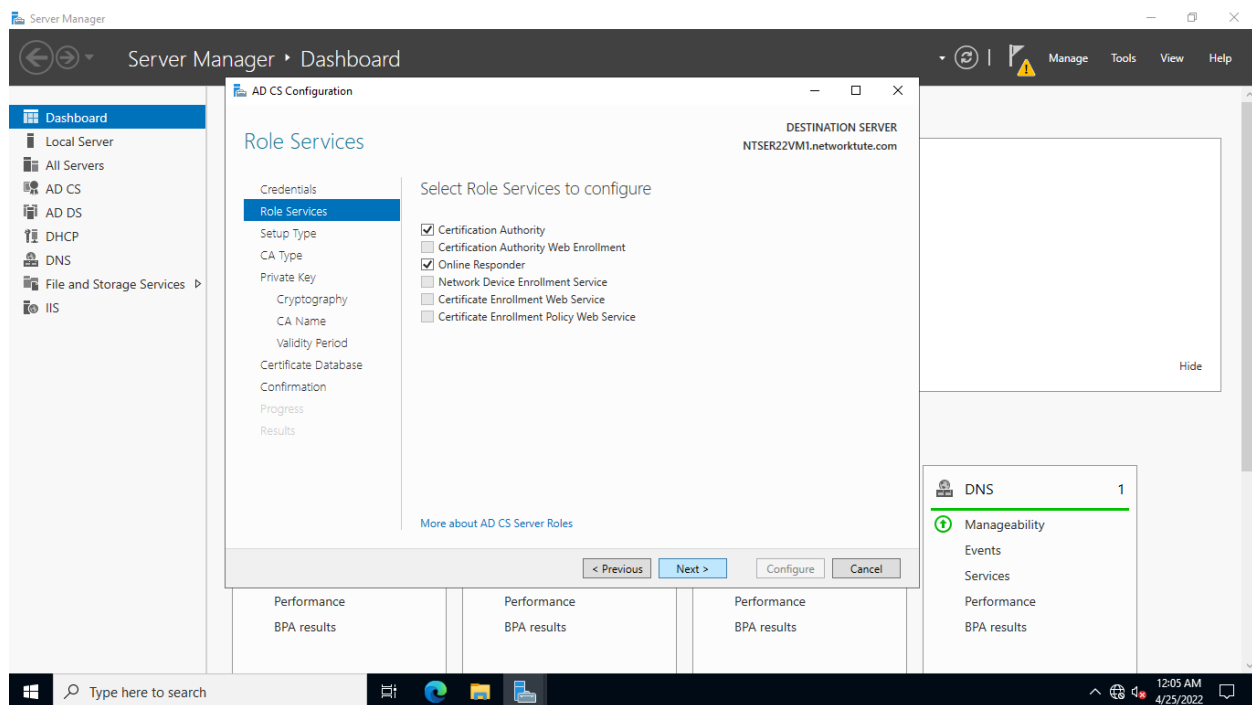 Server Manager
Server Manager ‣ Dashboard
Manage Tools View Help
Dashboard
Local Server
All Servers
AD CS
AD DS
DHCP
DNS
File and Storage Services
IIS
AD CS Configuration
Role Services
DESTINATION SERVER
NTSER22VM1.networktute.com
Credentials
Role Services
Setup Type
CA Type
Private Key
Cryptography
CA Name
Validity Period
Certificate Database
Confirmation
Progress
Results
Select Role Services to configure
Certification Authority
Certification Authority Web Enrollment
Online Responder
Network Device Enrollment Service
Certificate Enrollment Web Service
Certificate Enrollment Policy Web Service
More about AD CS Server Roles
< Previous Next > Configure Cancel
Hide
DNS 1
Manageability
Events
Services
Performance
BPA results
Performance
BPA results
Performance
BPA results
Performance
BPA results
Type here to search
12:05 AM
4/25/2022